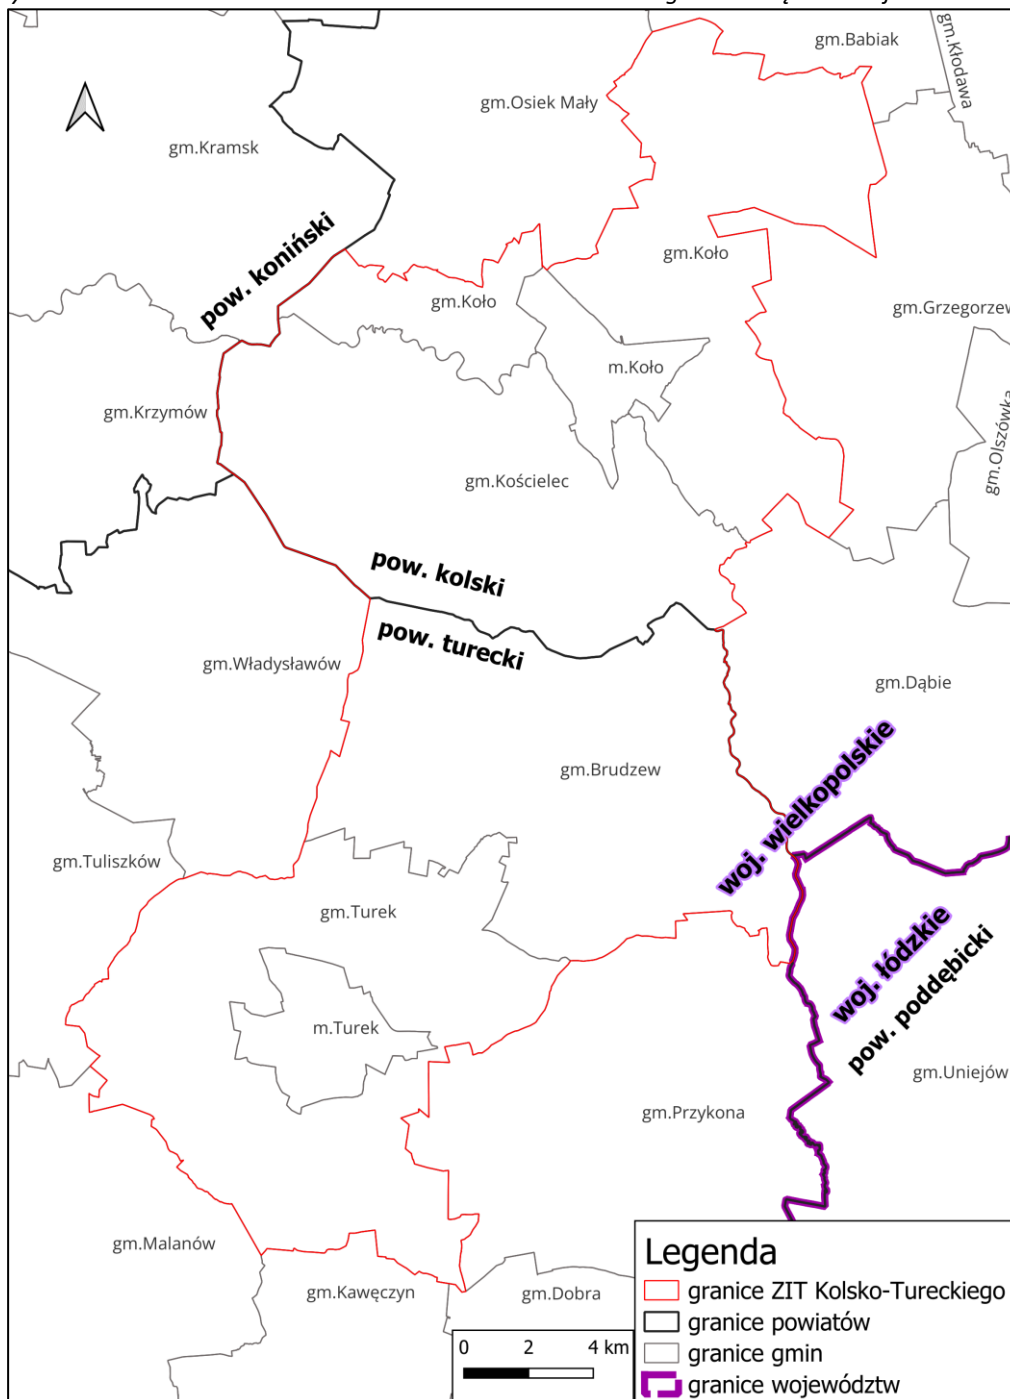 gm.Babiak
gm.Kłodawa
gm.Osiek Mały
gm.Kramsk
pow. koniński
gm.Koło
gm.Koło
gm.Grzegorzew
m.Koło
gm.Krzymów
gm.Olszówka
gm.Kościelec
pow. kolski
pow. turecki
gm.Władysławów
gm.Dąbie
gm.Brudzew
woj. wielkopolskie
gm.Tuliszków
gm.Turek
woj. łódzkie
pow. poddębicki
m.Turek
gm.Uniejów
gm.Przykona
gm.Malanów
gm.Kawęczyn
gm.Dobra
Legenda
granice ZIT Kolsko-Tureckiego
granice powiatów
granice gmin
granice województw
0 2 4 km